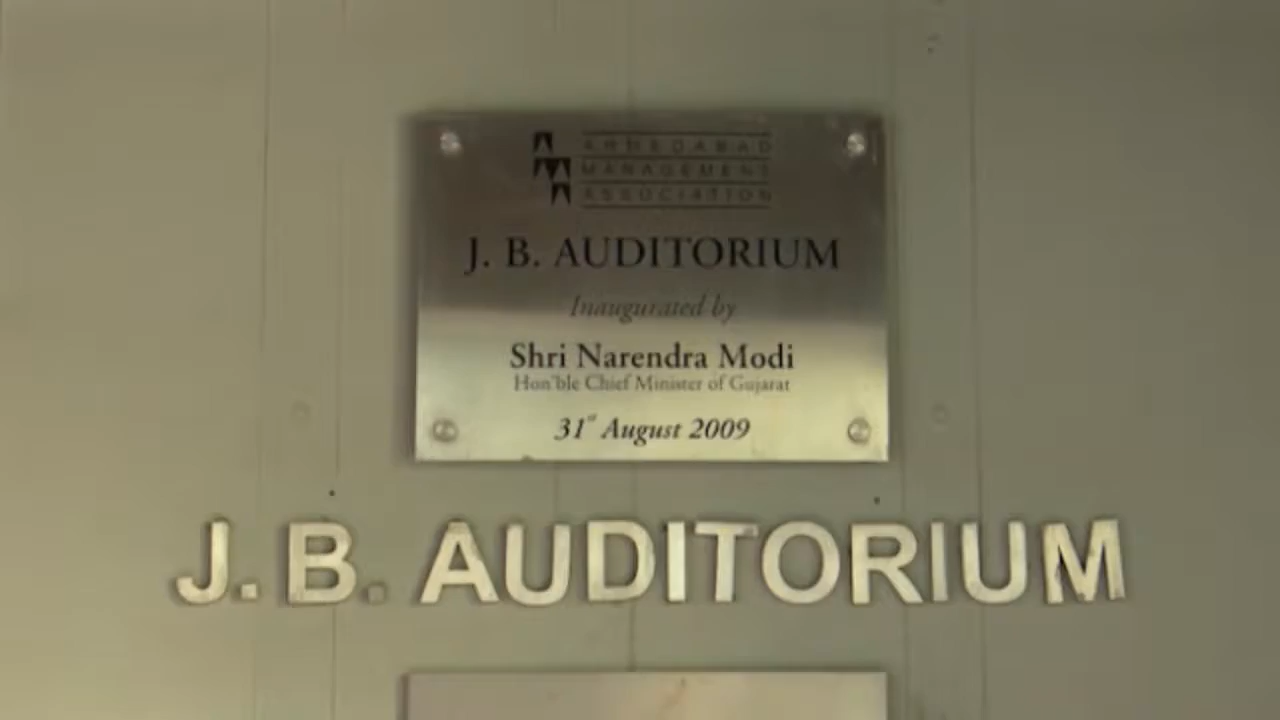 AHMEDABAD
MANAGEMENT
ASSOCIATION
J. B. AUDITORIUM
Inaugurated by
Shri Narendra Modi
Hon'ble Chief Minister of Gujarat
31st August 2009
J. B. AUDITORIUM